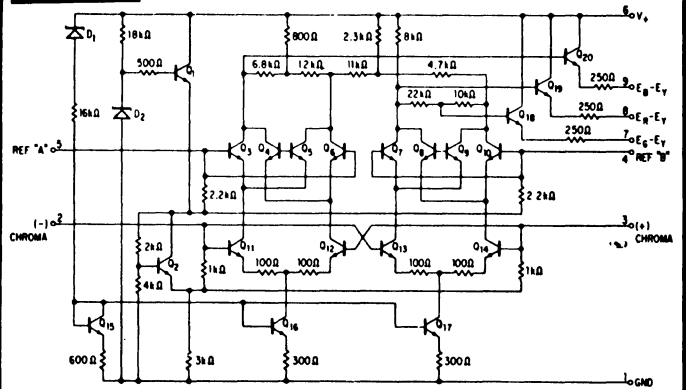 D1
18kΩ
800Ω
2.3kΩ
8kΩ
6
V+
500Ω
Q1
6.8kΩ
12kΩ
11kΩ
4.7kΩ
Q20
250Ω
9
EB-EY
D2
22kΩ
10kΩ
Q19
250Ω
8
ER-EY
16kΩ
Q18
250Ω
7
EG-EY
REF "A"
5
Q3
Q4
Q5
Q6
Q7
Q8
Q9
Q10
4
REF "B"
2.2kΩ
2.2kΩ
(-)
2
CHROMA
3
(+)
CHROMA
2kΩ
Q2
Q11
Q12
Q13
Q14
4kΩ
1kΩ
100Ω
100Ω
100Ω
100Ω
1kΩ
Q15
Q16
Q17
600Ω
3kΩ
300Ω
300Ω
1
GND